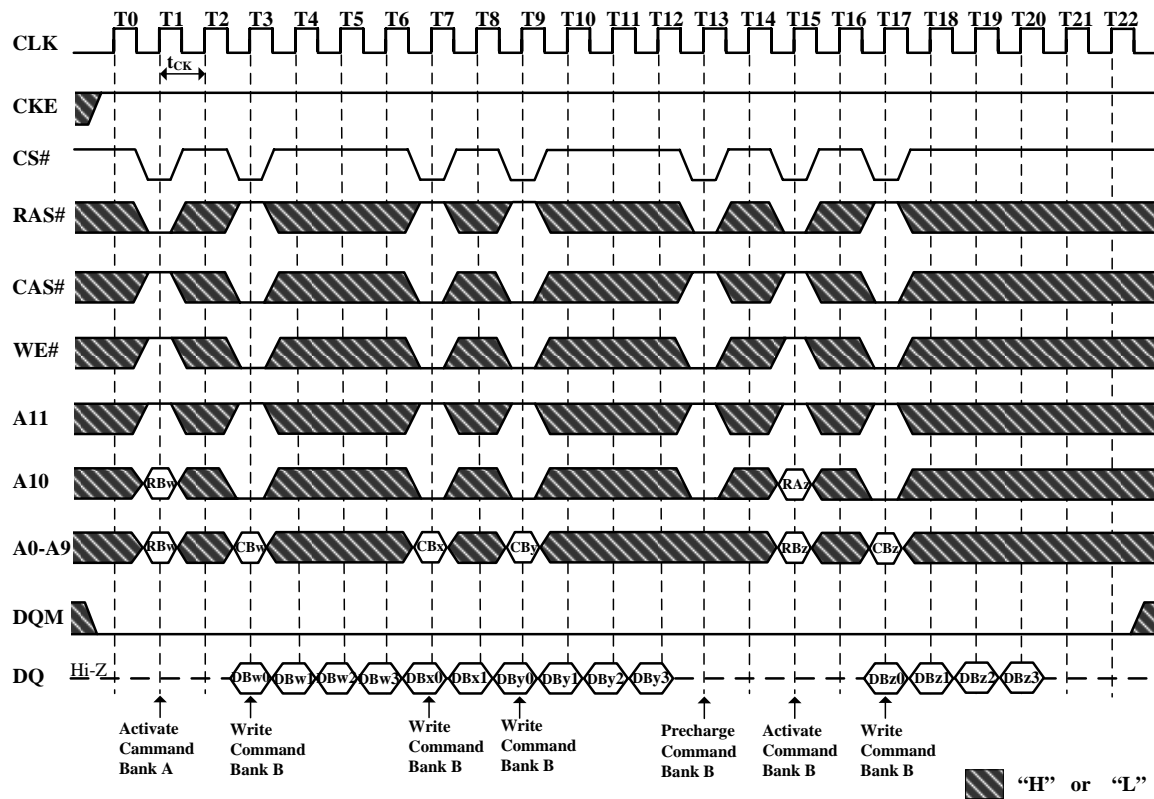 T0 T1 T2 T3 T4 T5 T6 T7 T8 T9 T10 T11 T12 T13 T14 T15 T16 T17 T18 T19 T20 T21 T22
CLK
tCK
CKE
CS#
RAS#
CAS#
WE#
A11
A10 RBw RAz
A0-A9 RBw CBw CBx CBy RBz CBz
DQM
DQ Hi-Z DBw0 DBw1 DBw2 DBw3 DBx0 DBx1 DBy0 DBy1 DBy2 DBy3 DBz0 DBz1 DBz2 DBz3
Activate
Cammand
Bank A
Write
Command
Bank B
Write
Command
Bank B
Write
Command
Bank B
Precharge
Command
Bank B
Activate
Command
Bank B
Write
Command
Bank B
“H” or “L”